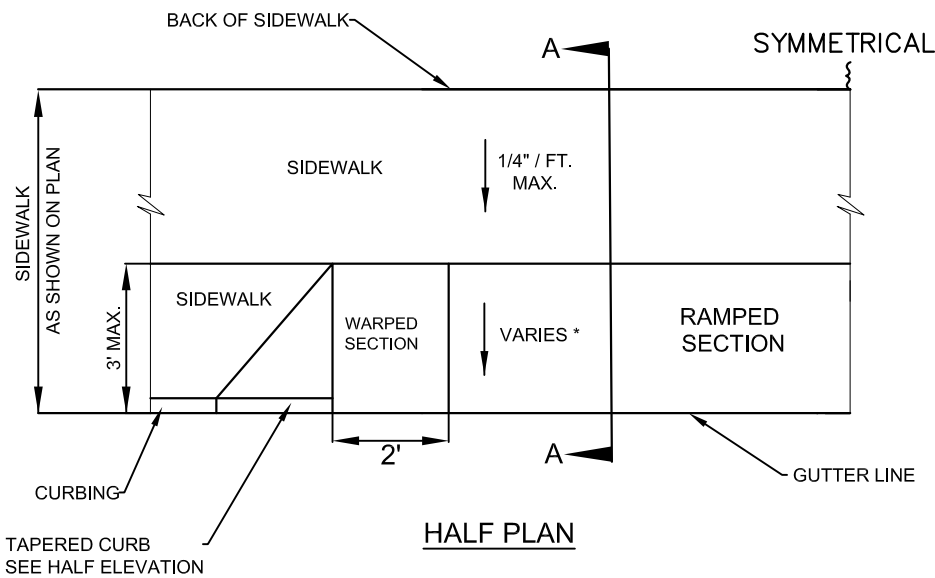 BACK OF SIDEWALK
A
SYMMETRICAL
SIDEWALK
AS SHOWN ON PLAN
SIDEWALK
1/4" / FT.
MAX.
3' MAX.
SIDEWALK
WARPED
SECTION
VARIES *
RAMPED
SECTION
2'
A
GUTTER LINE
CURBING
TAPERED CURB
SEE HALF ELEVATION
HALF PLAN